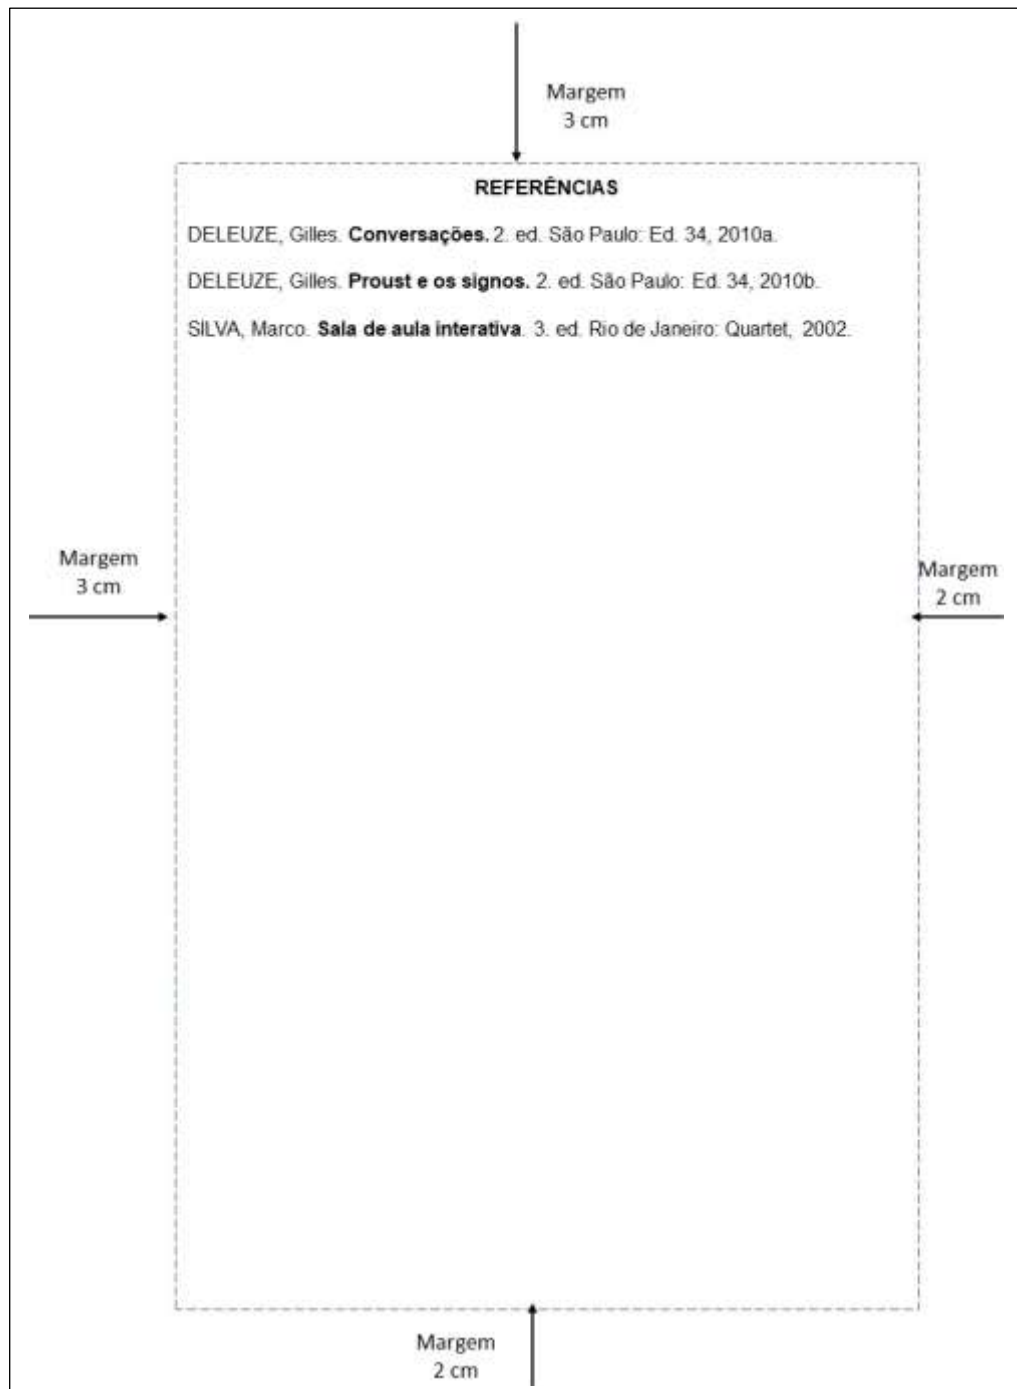 Margem
3 cm
REFERÊNCIAS
DELEUZE, Gilles. Conversações. 2. ed. São Paulo: Ed. 34, 2010a.
DELEUZE, Gilles. Proust e os signos. 2. ed. São Paulo: Ed. 34, 2010b.
SILVA, Marco. Sala de aula interativa. 3. ed. Rio de Janeiro: Quartet, 2002.
Margem
3 cm
Margem
2 cm
Margem
2 cm